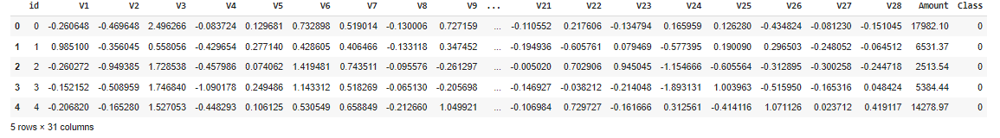 id V1 V2 V3 V4 V5 V6 V7 V8 V9 ... V21 V22 V23 V24 V25 V26 V27 V28 Amount Class
0 0 -0.260648 -0.469648 2.496266 -0.083724 0.129681 0.732898 0.519014 -0.130006 0.727159 ... -0.110552 0.217606 -0.134794 0.165959 0.126280 -0.434824 -0.081230 -0.151045 17982.10 0
1 1 0.985100 -0.356045 0.558056 -0.429654 0.277140 0.428605 0.406466 -0.133118 0.347452 ... -0.194936 -0.605761 0.079469 -0.577395 0.190090 0.296503 -0.248052 -0.064512 6531.37 0
2 2 -0.260272 -0.949385 1.728538 -0.457986 0.074062 1.419481 0.743511 -0.095576 -0.261297 ... -0.005020 0.702906 0.945045 -1.154666 -0.605564 -0.312895 -0.300258 -0.244718 2513.54 0
3 3 -0.152152 -0.508959 1.746840 -1.090178 0.249486 1.143312 0.518269 -0.065130 -0.205698 ... -0.146927 -0.038212 -0.214048 -1.893131 1.003963 -0.515950 -0.165316 0.048424 5384.44 0
4 4 -0.206820 -0.165280 1.527053 -0.448293 0.106125 0.530549 0.658849 -0.212660 1.049921 ... -0.106984 0.729727 -0.161666 0.312561 -0.414116 1.071126 0.023712 0.419117 14278.97 0
5 rows × 31 columns